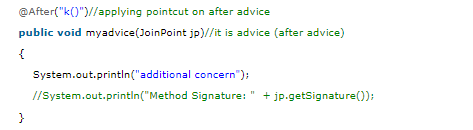 @After("k()")//applying pointcut on after advice
public void myadvice(JoinPoint jp)//it is advice (after advice)
{
System.out.println("additional concern");
//System.out.println("Method Signature: "  + jp.getSignature());
}